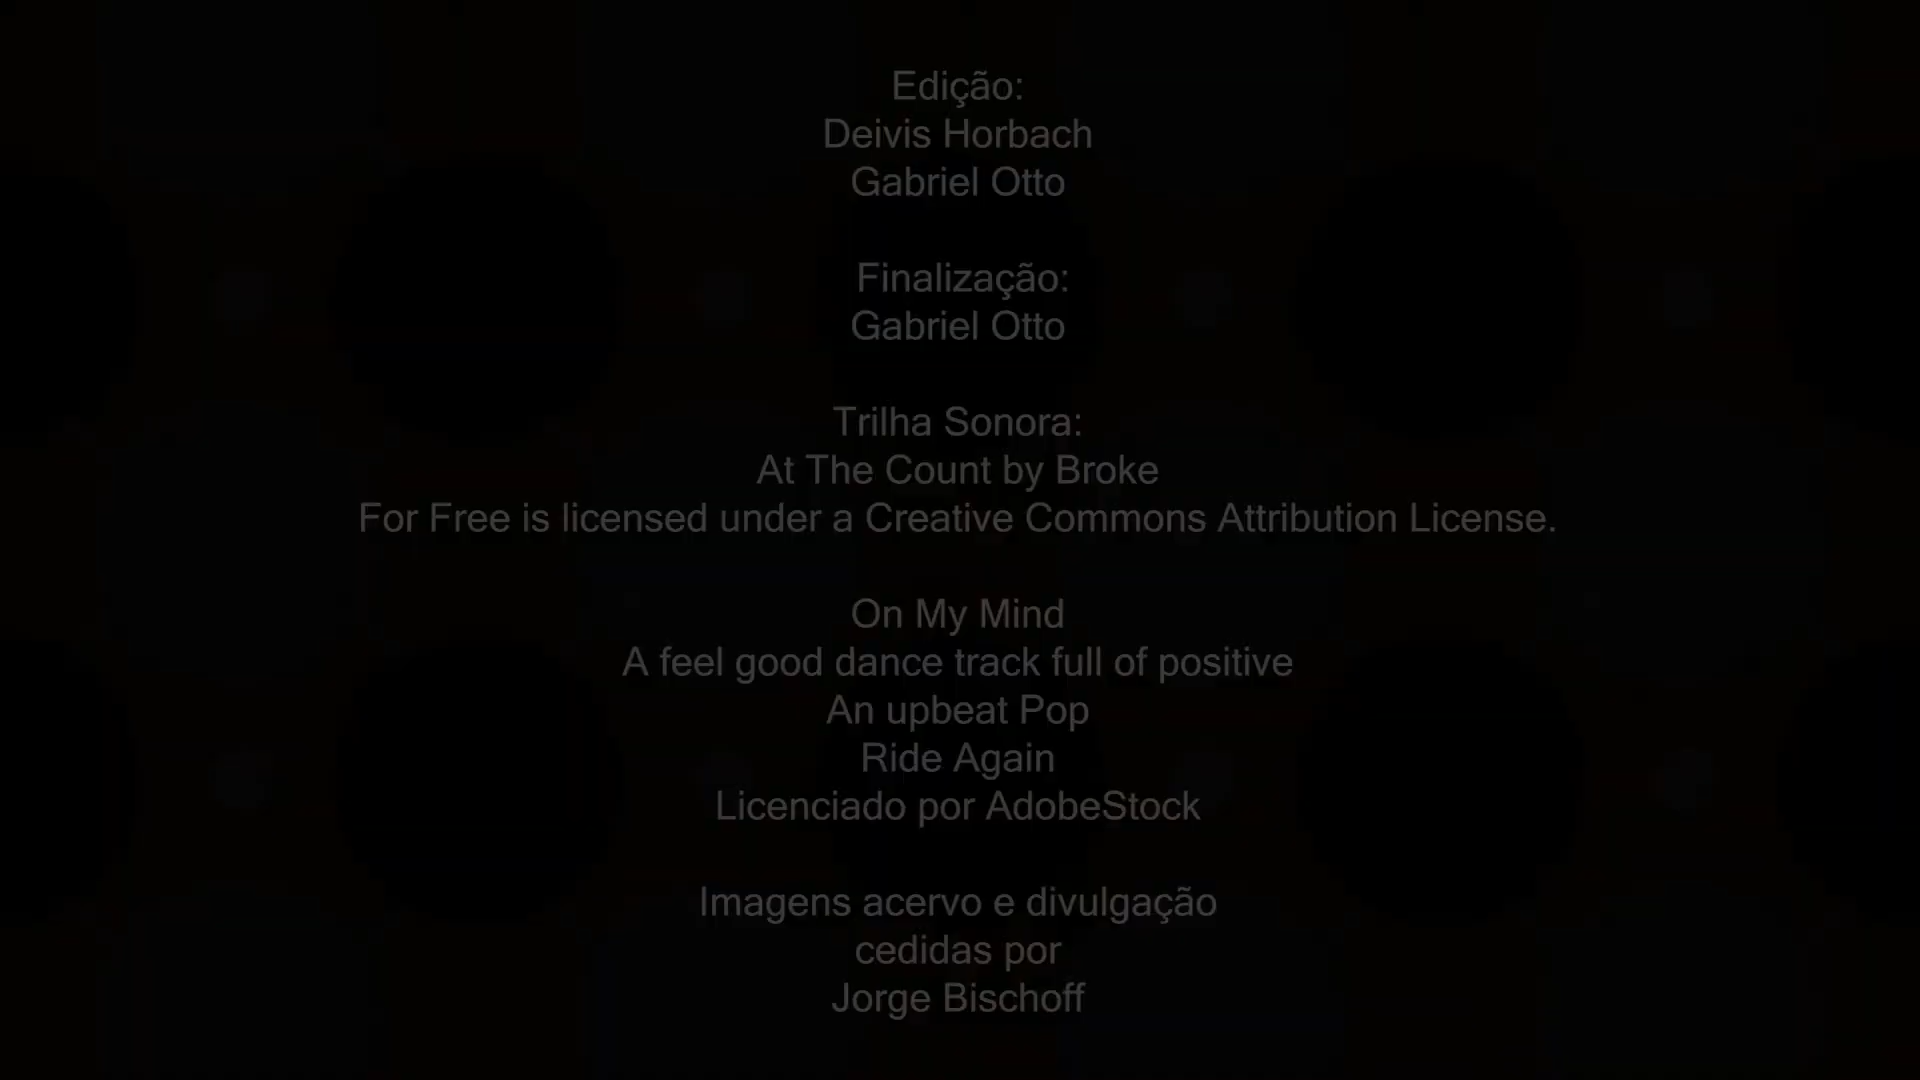 Edição:
Deivis Horbach
Gabriel Otto
Finalização:
Gabriel Otto
Trilha Sonora:
At The Count by Broke
For Free is licensed under a Creative Commons Attribution License.
On My Mind
A feel good dance track full of positive
An upbeat Pop
Ride Again
Licenciado por AdobeStock
Imagens acervo e divulgação
cedidas por
Jorge Bischoff